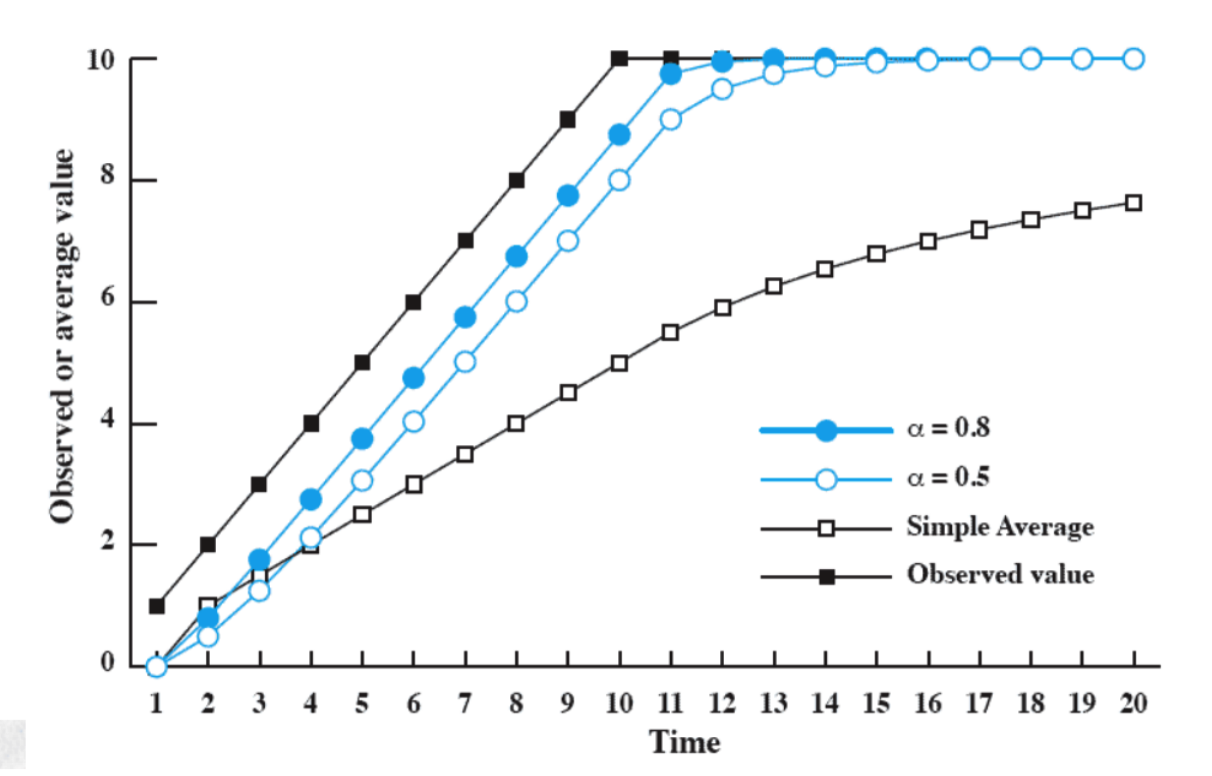 10
8
6
4
2
0
Observed or average value
α = 0.8
α = 0.5
Simple Average
Observed value
1 2 3 4 5 6 7 8 9 10 11 12 13 14 15 16 17 18 19 20
Time